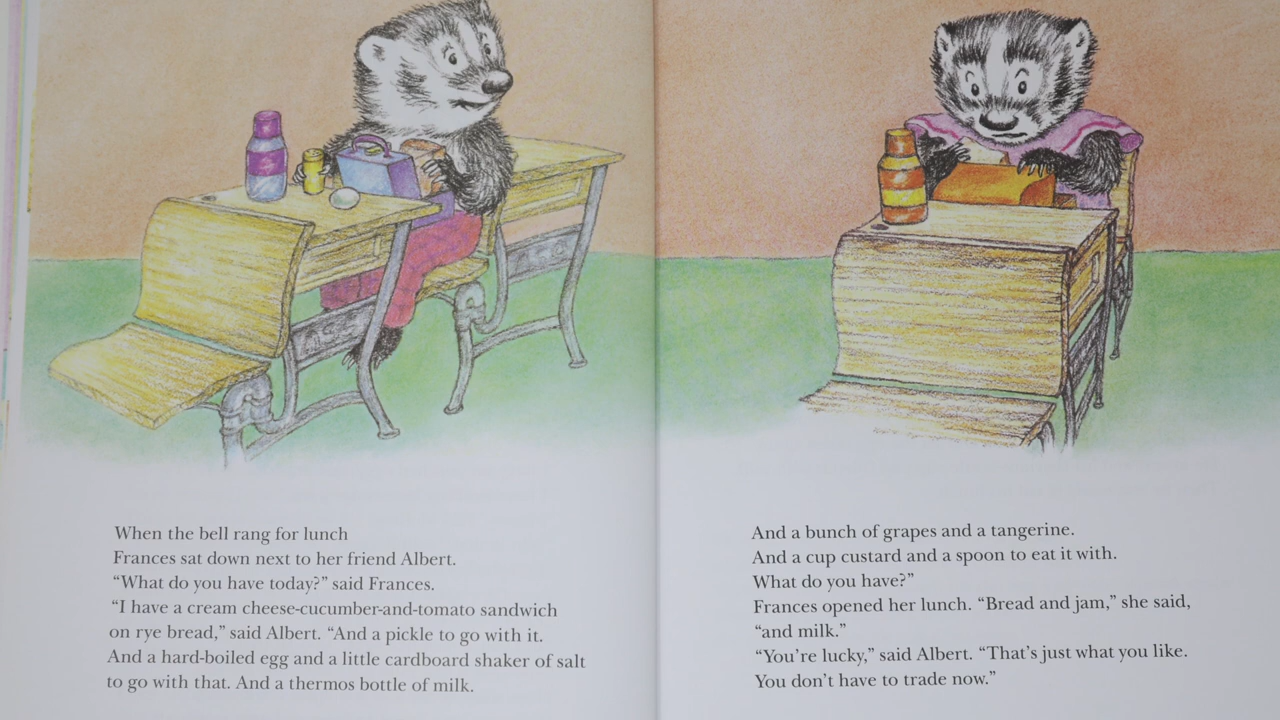 When the bell rang for lunch
Frances sat down next to her friend Albert.
“What do you have today?” said Frances.
“I have a cream cheese-cucumber-and-tomato sandwich
on rye bread,” said Albert. “And a pickle to go with it.
And a hard-boiled egg and a little cardboard shaker of salt
to go with that. And a thermos bottle of milk.
And a bunch of grapes and a tangerine.
And a cup custard and a spoon to eat it with.
What do you have?”
Frances opened her lunch. “Bread and jam,” she said,
“and milk.”
“You’re lucky,” said Albert. “That’s just what you like.
You don’t have to trade now.”